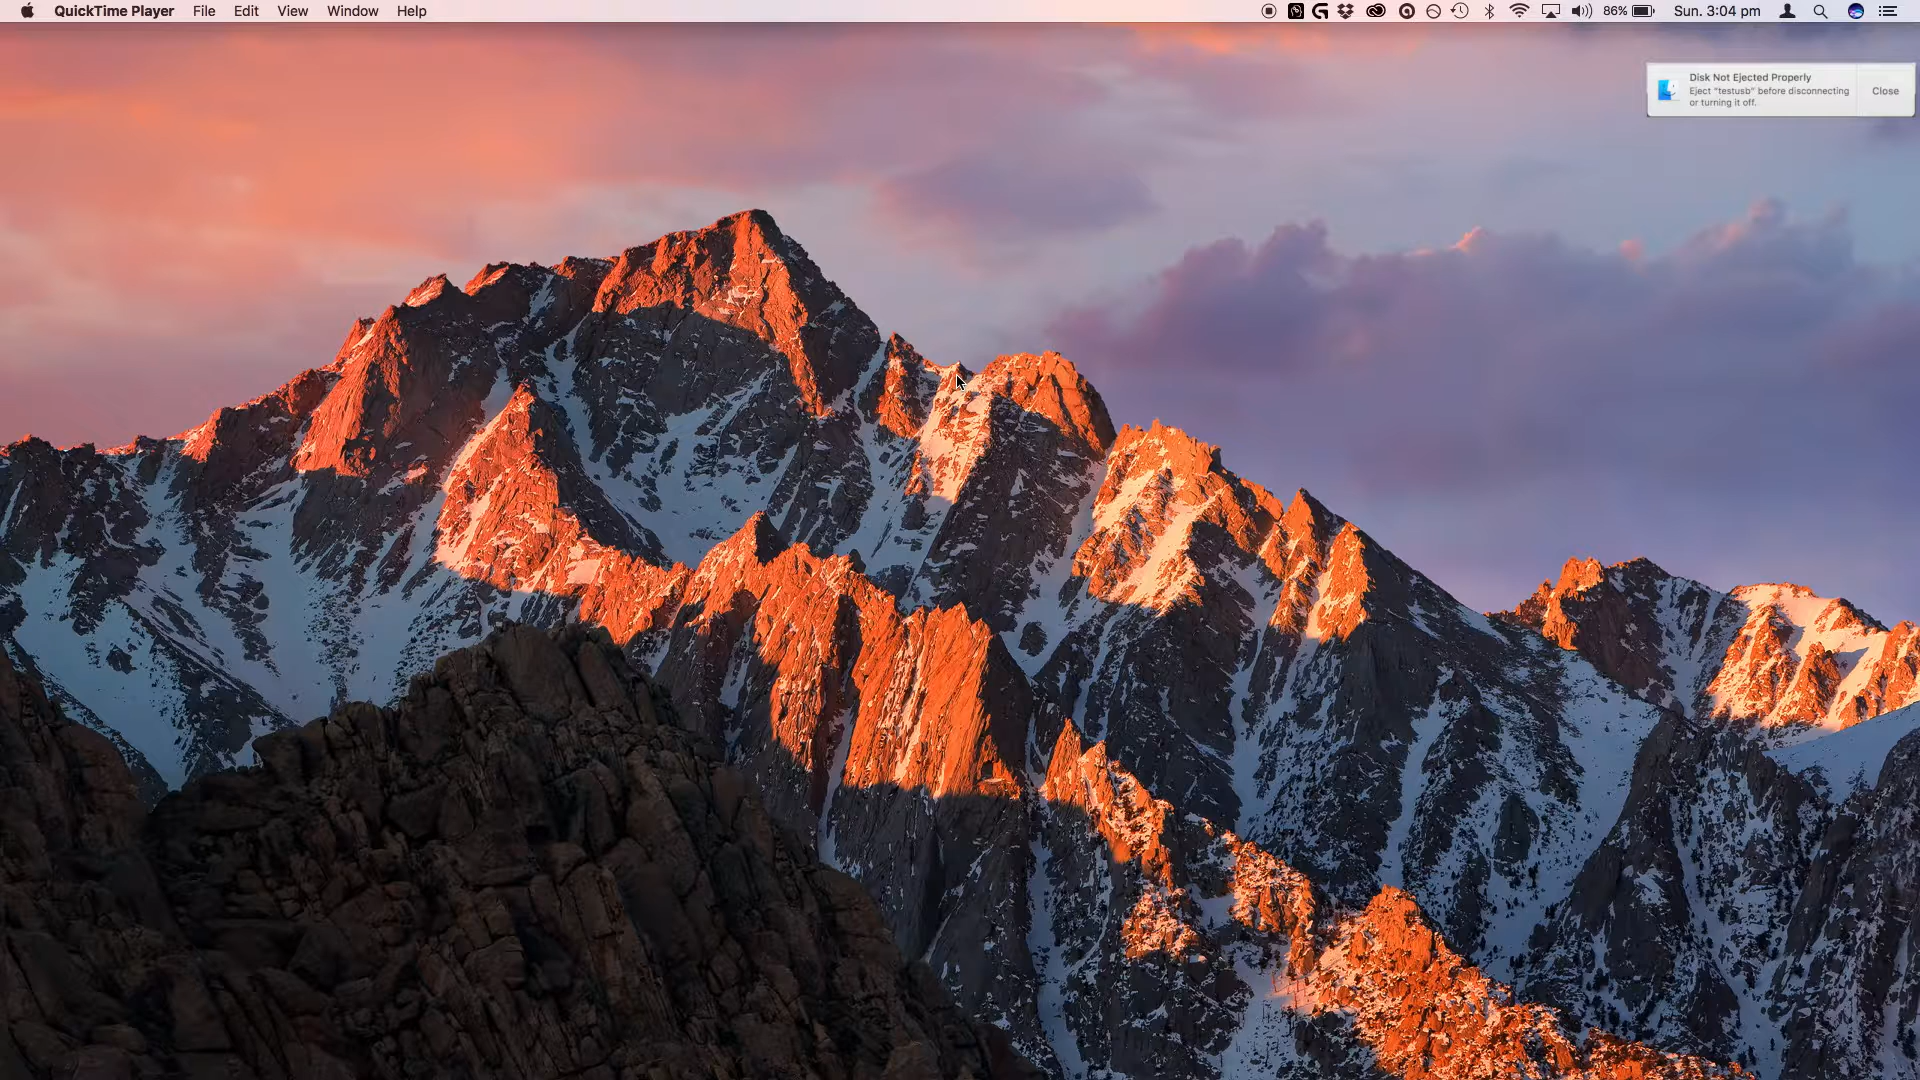 QuickTime Player File Edit View Window Help 86% Sun. 3:04 pm
Disk Not Ejected Properly
Eject "testusb" before disconnecting
or turning it off.
Close